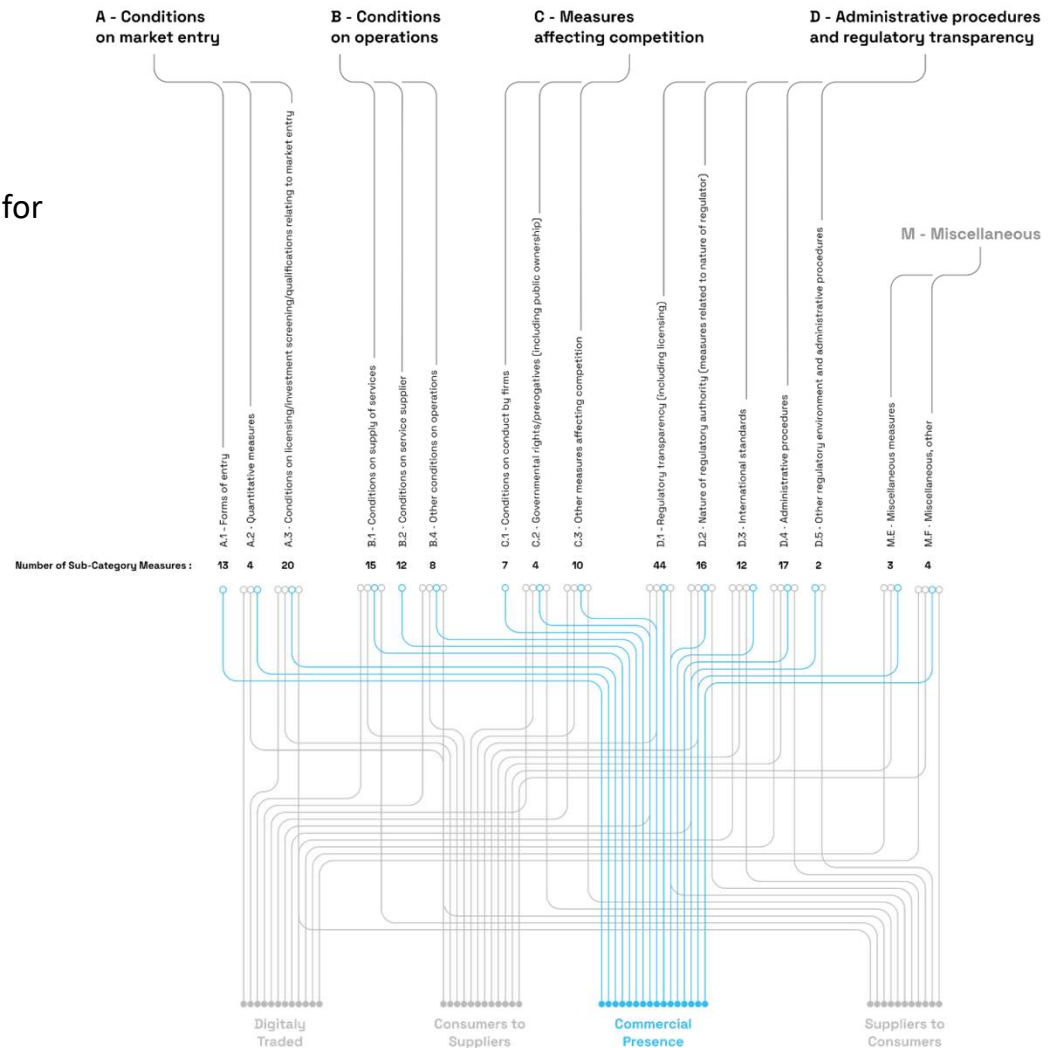 A - Conditions
on market entry
B - Conditions
on operations
C - Measures
affecting competition
D - Administrative procedures
and regulatory transparency
for
M - Miscellaneous
A.1 - Forms of entry
A.2 - Quantitative measures
A.3 - Conditions on licensing/investment screening/qualifications relating to market entry
B.1 - Conditions on supply of services
B.2 - Conditions on service supplier
B.4 - Other conditions on operations
C.1 - Conditions on conduct by firms
C.2 - Governmental rights/prerogatives (including public ownership)
C.3 - Other measures affecting competition
D.1 - Regulatory transparency (including licensing)
D.2 - Nature of regulatory authority (measures related to nature of regulator)
D.3 - International standards
D.4 - Administrative procedures
D.5 - Other regulatory environment and administrative procedures
M.E - Miscellaneous measures
M.F - Miscellaneous, other
Number of Sub-Category Measures : 13 4 20 15 12 8 7 4 10 44 16 12 17 2 3 4
Digitaly
Traded
Consumers to
Suppliers
Commercial
Presence
Suppliers to
Consumers